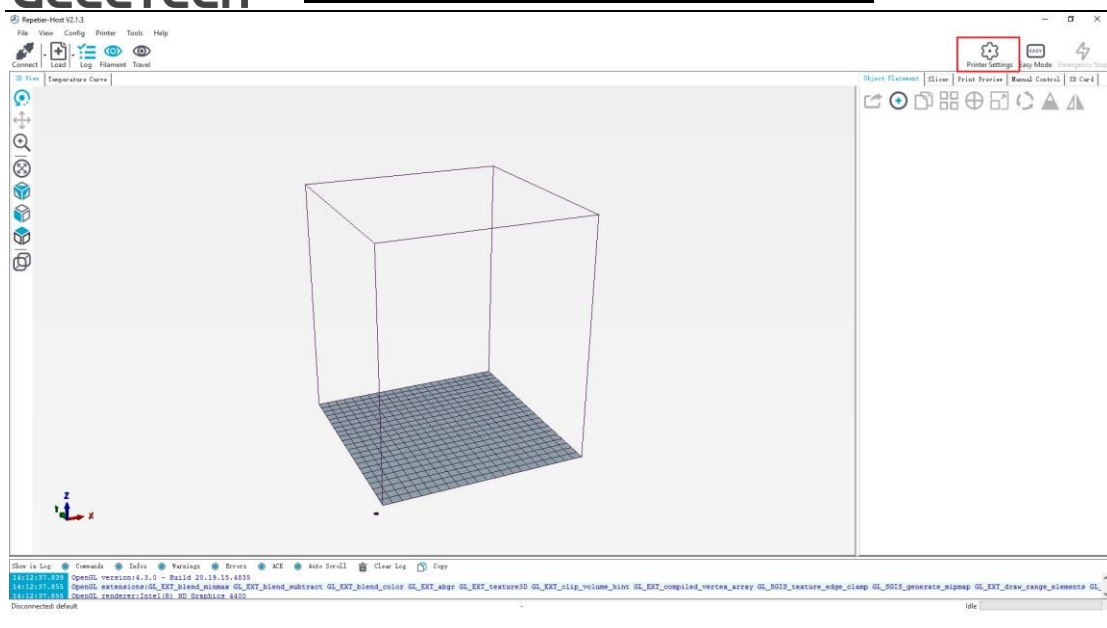 GEEETECH
Repetier-Host V2.1.3
File View Config Printer Tools Help
Connect Load Log Filament Travel
Printer Settings Easy Mode Emergency Stop
EASY
3D View Temperature Curve
Object Placement Slicer Print Preview Manual Control SD Card
Z
Y
X
Show in Log: Commands Infos Warnings Errors ACK Auto Scroll Clear Log Copy
14:12:37.839 OpenGL version:4.3.0 - Build 20.19.15.4835
14:12:37.855 OpenGL extensions:GL_EXT_blend_minmax GL_EXT_blend_subtract GL_EXT_blend_color GL_EXT_abgr GL_EXT_texture3D GL_EXT_clip_volume_hint GL_EXT_compiled_vertex_array GL_SGIS_texture_edge_clamp GL_SGIS_generate_mipmap GL_EXT_draw_range_elements GL_
14:12:37.855 OpenGL renderer:Intel(R) HD Graphics 4400
Disconnected: default
-
Idle